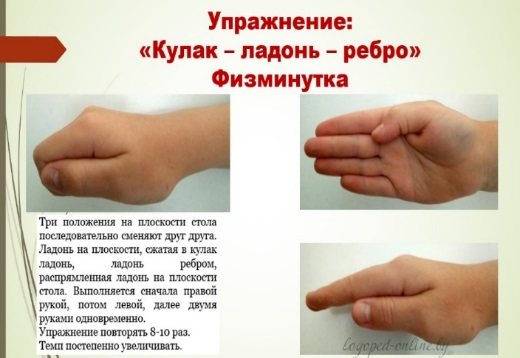 Упражнение:
«Кулак – ладонь – ребро»
Физминутка
Три положения на плоскости стола
последовательно сменяют друг друга.
Ладонь на плоскости, сжатая в кулак
ладонь, ладонь ребром,
распрямленная ладонь на плоскости
стола. Выполняется сначала правой
рукой, потом левой, далее двумя
руками одновременно.
Упражнение повторять 8-10 раз.
Темп постепенно увеличивать.
logoped-online.by